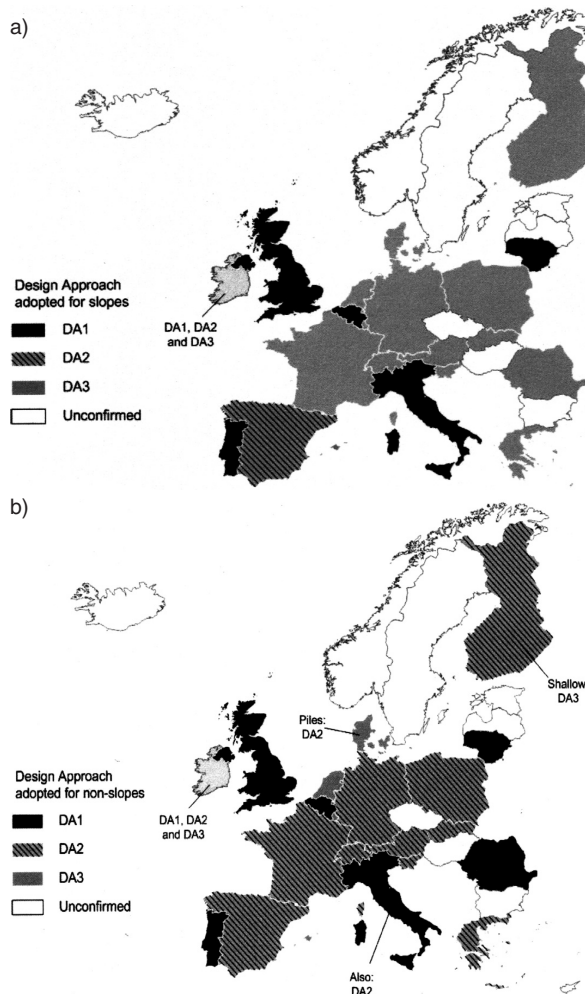 a)
Design Approach
adopted for slopes
DA1
DA2
DA3
Unconfirmed
DA1, DA2
and DA3
b)
Shallow
DA3
Piles:
DA2
Design Approach
adopted for non-slopes
DA1
DA2
DA3
Unconfirmed
DA1, DA2
and DA3
Also:
DA2